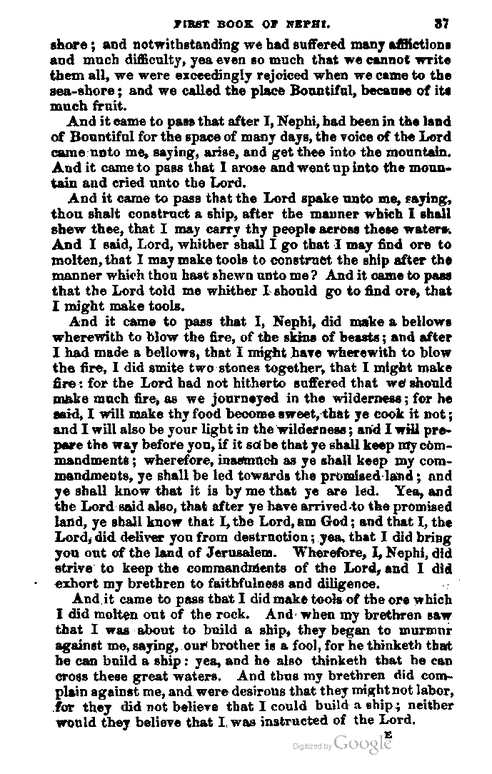 FIRST BOOK OF NEPHI. 37
shore; and notwithstanding we had suffered many afflictions
and much difficulty, yea even so much that we cannot write
them all, we were exceedingly rejoiced when we came to the
sea-shore; and we called the place Bountiful, because of its
much fruit.
And it came to pass that after I, Nephi, had been in the land
of Bountiful for the space of many days, the voice of the Lord
came unto me, saying, arise, and get thee into the mountain.
And it came to pass that I arose and went up into the moun-
tain and cried unto the Lord.
And it came to pass that the Lord spake unto me, saying,
thou shalt construct a ship, after the manner which I shall
shew thee, that I may carry thy people across these waters.
And I said, Lord, whither shall I go that I may find ore to
molten, that I may make tools to construct the ship after the
manner which thou hast shewn unto me? And it came to pass
that the Lord told me whither I should go to find ore, that
I might make tools.
And it came to pass that I, Nephi, did make a bellows
wherewith to blow the fire, of the skins of beasts; and after
I had made a bellows, that I might have wherewith to blow
the fire, I did smite two stones together, that I might make
fire: for the Lord had not hitherto suffered that we should
make much fire, as we journeyed in the wilderness; for he
said, I will make thy food become sweet, that ye cook it not;
and I will also be your light in the wilderness; and I will pre-
pare the way before you, if it so be that ye shall keep my com-
mandments; wherefore, inasmuch as ye shall keep my com-
mandments, ye shall be led towards the promised land; and
ye shall know that it is by me that ye are led. Yea, and
the Lord said also, that after ye have arrived to the promised
land, ye shall know that I, the Lord, am God; and that I, the
Lord, did deliver you from destruction; yea, that I did bring
you out of the land of Jerusalem. Wherefore, I, Nephi, did
strive to keep the commandments of the Lord, and I did
exhort my brethren to faithfulness and diligence.
And it came to pass that I did make tools of the ore which
I did molten out of the rock. And when my brethren saw
that I was about to build a ship, they began to murmur
against me, saying, our brother is a fool, for he thinketh that
he can build a ship: yea, and he also thinketh that he can
cross these great waters. And thus my brethren did com-
plain against me, and were desirous that they might not labor,
for they did not believe that I could build a ship; neither
would they believe that I was instructed of the Lord.
E
Digitized by Google